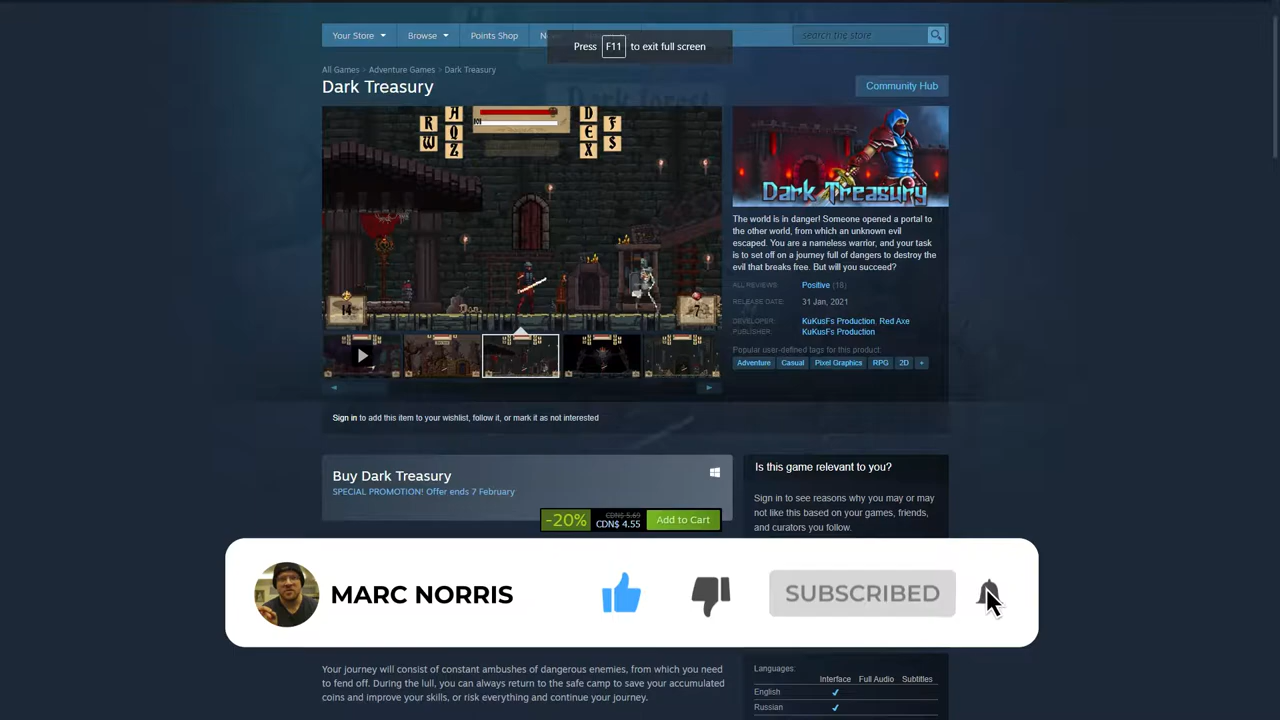 Your Store
Browse
Points Shop
N
search the store
Press F11 to exit full screen
All Games > Adventure Games > Dark Treasury
Dark Treasury
Community Hub
R
A
Q
W
Z
D
F
E
S
X
14
7
Dark Treasury
The world is in danger! Someone opened a portal to
the other world, from which an unknown evil
escaped. You are a nameless warrior, and your task
is to set off on a journey full of dangers to destroy the
evil that breaks free. But will you succeed?
ALL REVIEWS: Positive (18)
RELEASE DATE: 31 Jan, 2021
DEVELOPER: KuKusFs Production, Red Axe
PUBLISHER: KuKusFs Production
Popular user-defined tags for this product:
Adventure Casual Pixel Graphics RPG 2D +
Sign in to add this item to your wishlist, follow it, or mark it as not interested
Buy Dark Treasury
SPECIAL PROMOTION! Offer ends 7 February
-20% CDN$ 5.69 CDN$ 4.55 Add to Cart
Is this game relevant to you?
Sign in to see reasons why you may or may
not like this based on your games, friends,
and curators you follow.
MARC NORRIS
SUBSCRIBED
Your journey will consist of constant ambushes of dangerous enemies, from which you need
to fend off. During the lull, you can always return to the safe camp to save your accumulated
coins and improve your skills, or risk everything and continue your journey.
Languages:
Interface Full Audio Subtitles
English ✔
Russian ✔